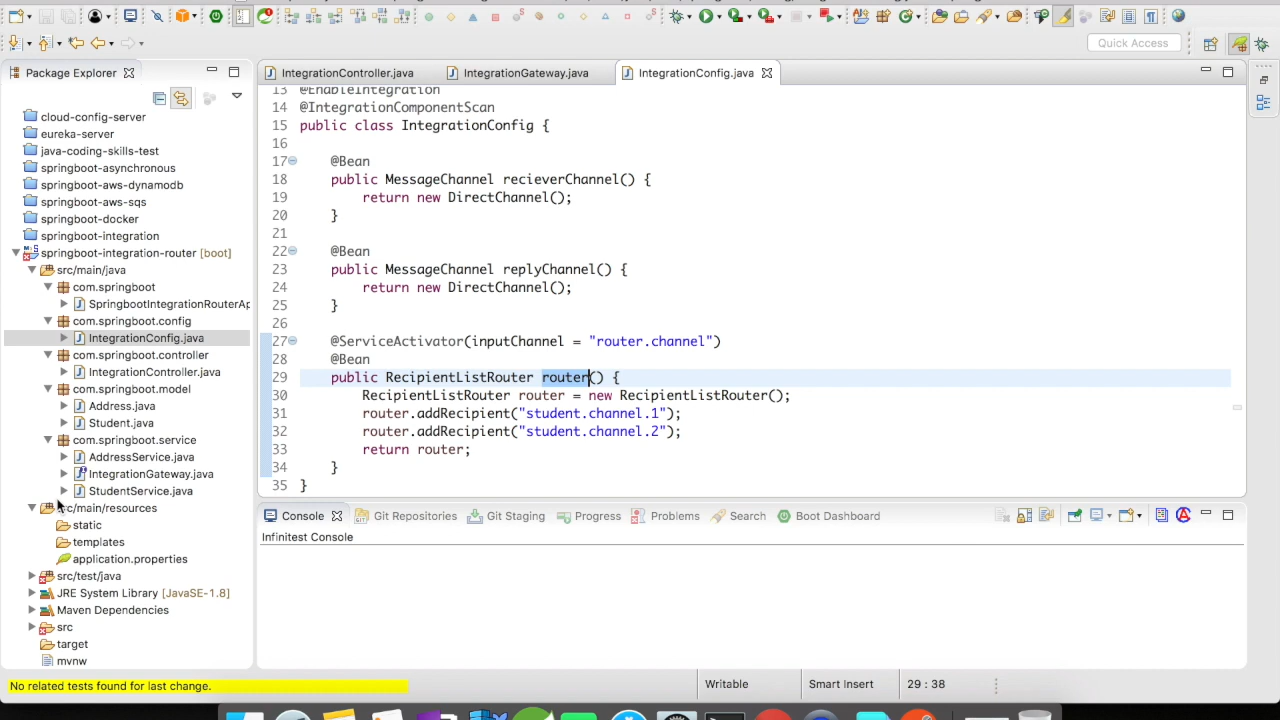 Quick Access
Package Explorer
cloud-config-server
eureka-server
java-coding-skills-test
springboot-asynchronous
springboot-aws-dynamodb
springboot-aws-sqs
springboot-docker
springboot-integration
springboot-integration-router [boot]
src/main/java
com.springboot
SpringbootIntegrationRouterAp
com.springboot.config
IntegrationConfig.java
com.springboot.controller
IntegrationController.java
com.springboot.model
Address.java
Student.java
com.springboot.service
AddressService.java
IntegrationGateway.java
StudentService.java
src/main/resources
static
templates
application.properties
src/test/java
JRE System Library [JavaSE-1.8]
Maven Dependencies
src
target
mvnw
IntegrationController.java
IntegrationGateway.java
IntegrationConfig.java
13 @EnableIntegration
14 @IntegrationComponentScan
15 public class IntegrationConfig {
16
17 @Bean
18 public MessageChannel recieverChannel() {
19 return new DirectChannel();
20 }
21
22 @Bean
23 public MessageChannel replyChannel() {
24 return new DirectChannel();
25 }
26
27 @ServiceActivator(inputChannel = "router.channel")
28 @Bean
29 public RecipientListRouter router() {
30 RecipientListRouter router = new RecipientListRouter();
31 router.addRecipient("student.channel.1");
32 router.addRecipient("student.channel.2");
33 return router;
34 }
35 }
Console
Git Repositories
Git Staging
Progress
Problems
Search
Boot Dashboard
Infinitest Console
No related tests found for last change.
Writable
Smart Insert
29 : 38